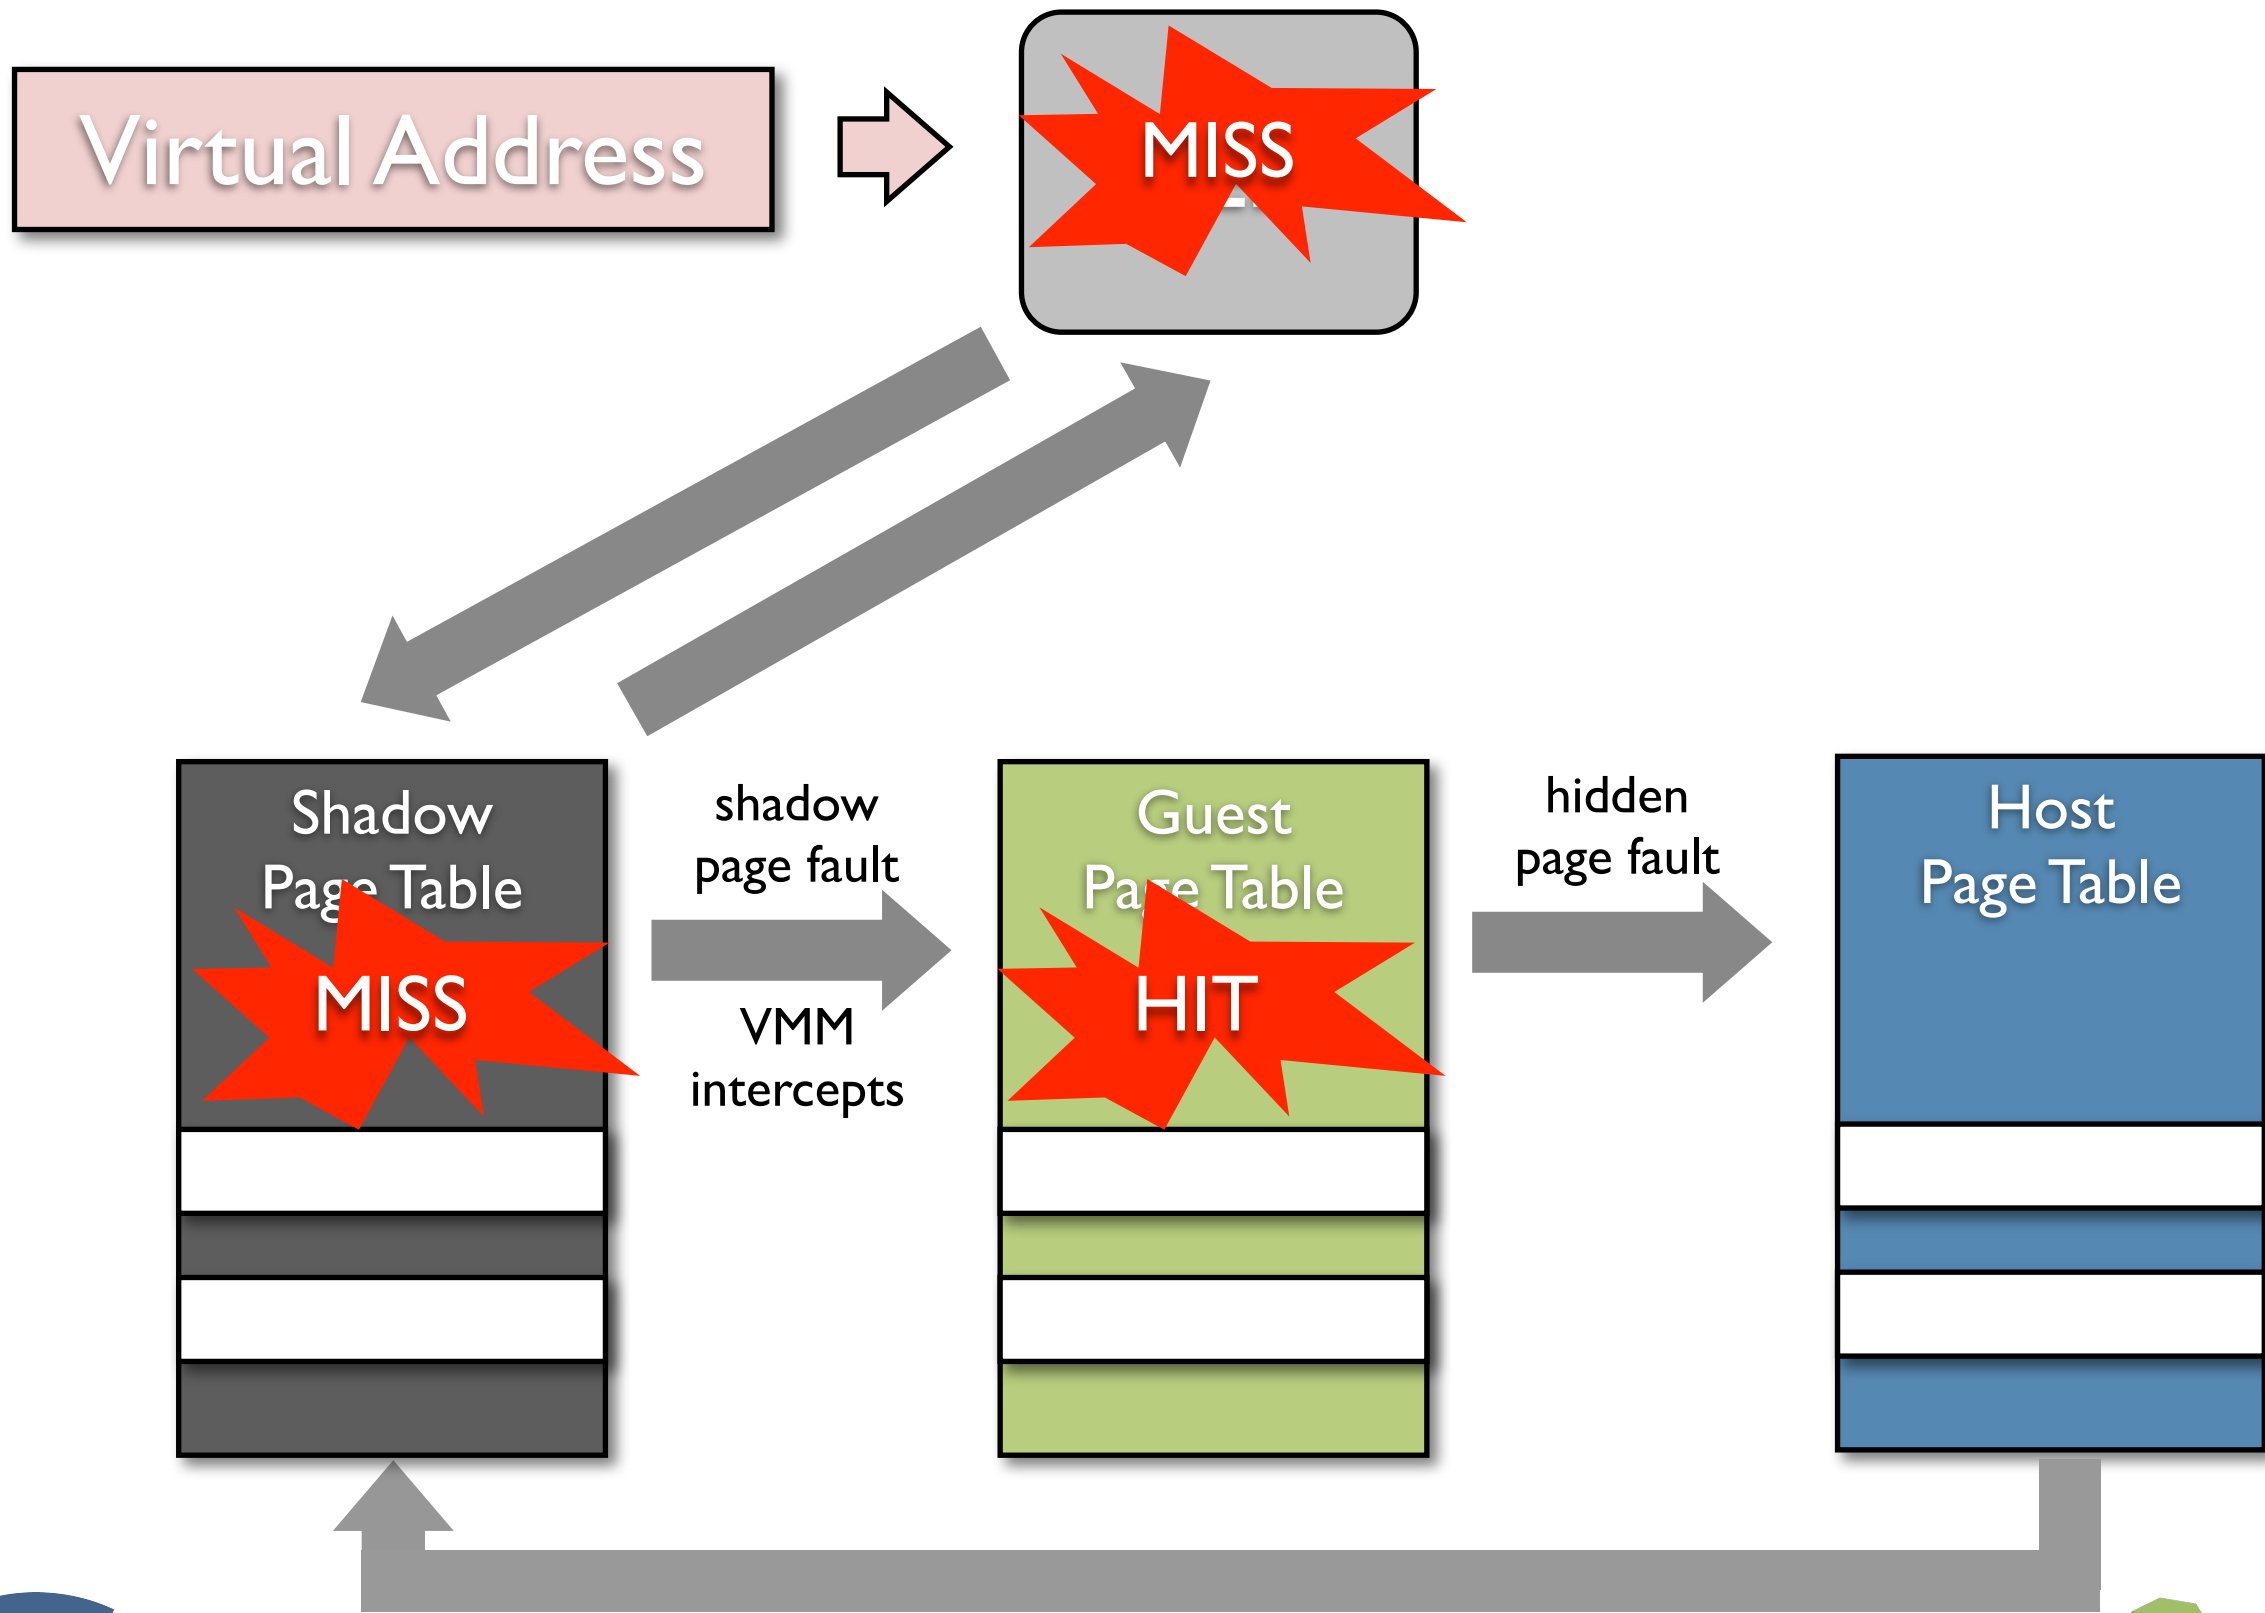 Virtual Address
MISS
Shadow
Page Table
MISS
shadow
page fault
VMM
intercepts
Guest
Page Table
HIT
hidden
page fault
Host
Page Table